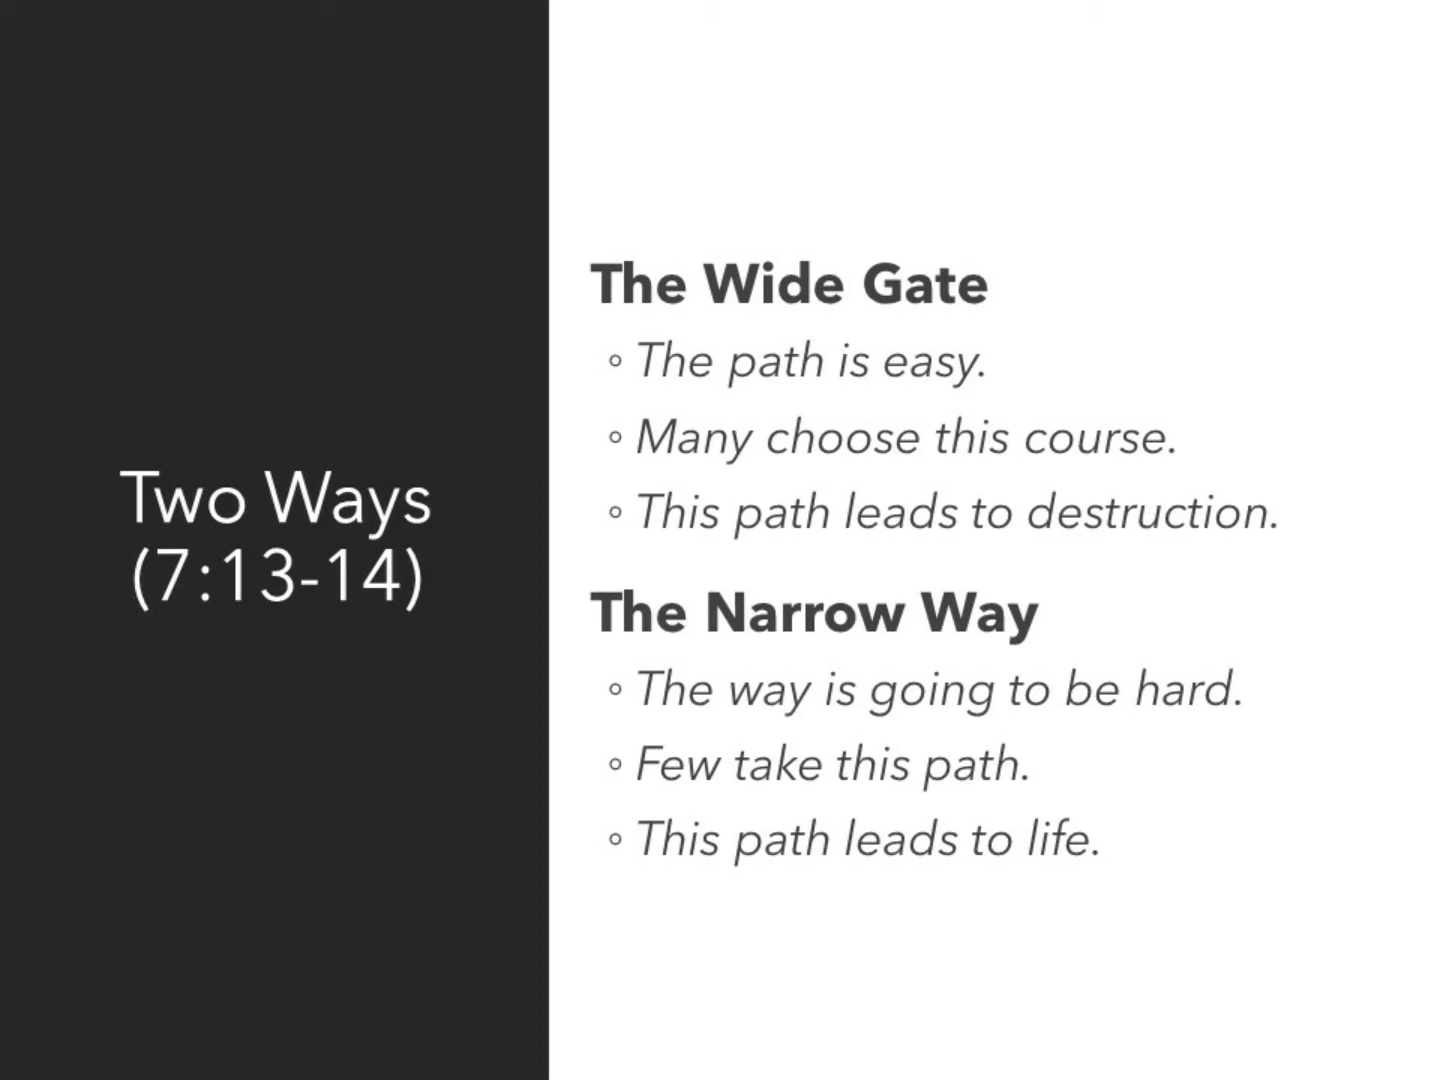 Two Ways
(7:13-14)
The Wide Gate
◦ The path is easy.
◦ Many choose this course.
◦ This path leads to destruction.
The Narrow Way
◦ The way is going to be hard.
◦ Few take this path.
◦ This path leads to life.